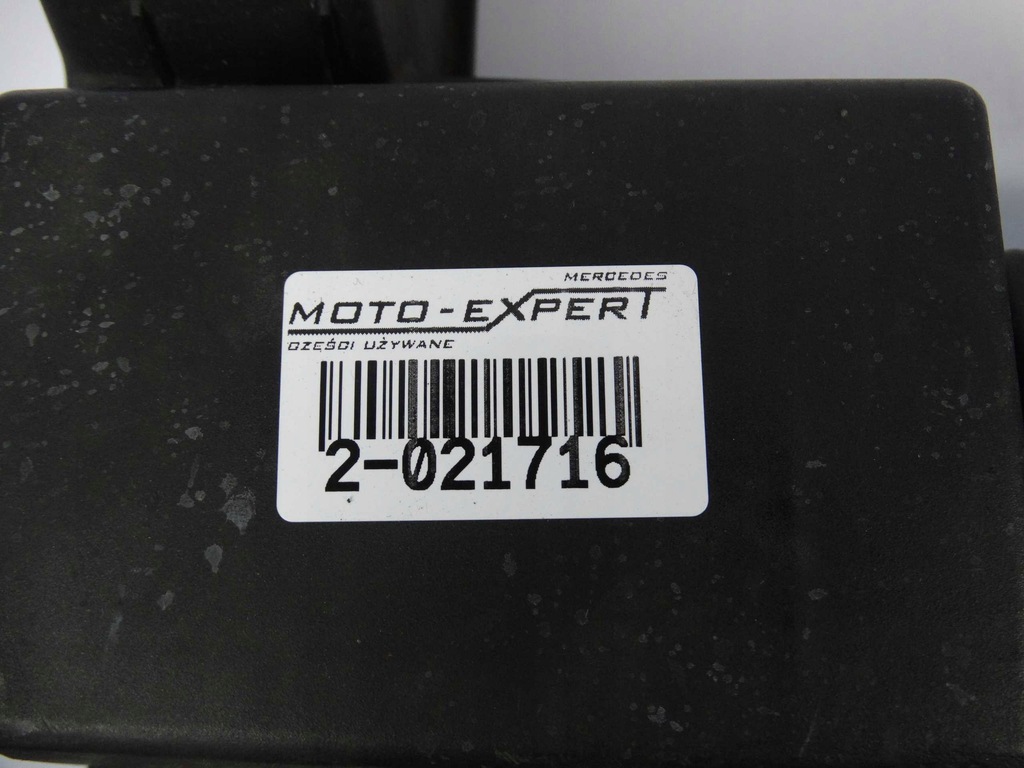 MERCEDES
MOTO-EXPERT
CZĘŚCI UŻYWANE
2-021716